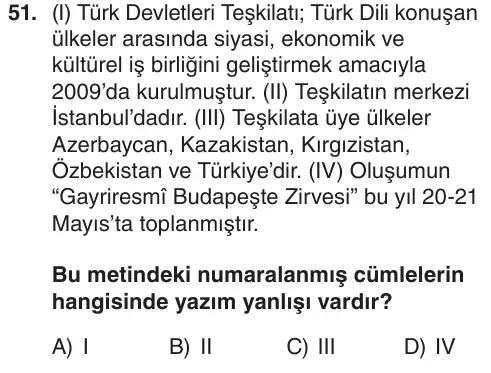 51. (I) Türk Devletleri Teşkilatı; Türk Dili konuşan
ülkeler arasında siyasi, ekonomik ve
kültürel iş birliğini geliştirmek amacıyla
2009’da kurulmuştur. (II) Teşkilatın merkezi
İstanbul’dadır. (III) Teşkilata üye ülkeler
Azerbaycan, Kazakistan, Kırgızistan,
Özbekistan ve Türkiye’dir. (IV) Oluşumun
“Gayriresmî Budapeşte Zirvesi” bu yıl 20-21
Mayıs’ta toplanmıştır.
Bu metindeki numaralanmış cümlelerin
hangisinde yazım yanlışı vardır?
A) I B) II C) III D) IV